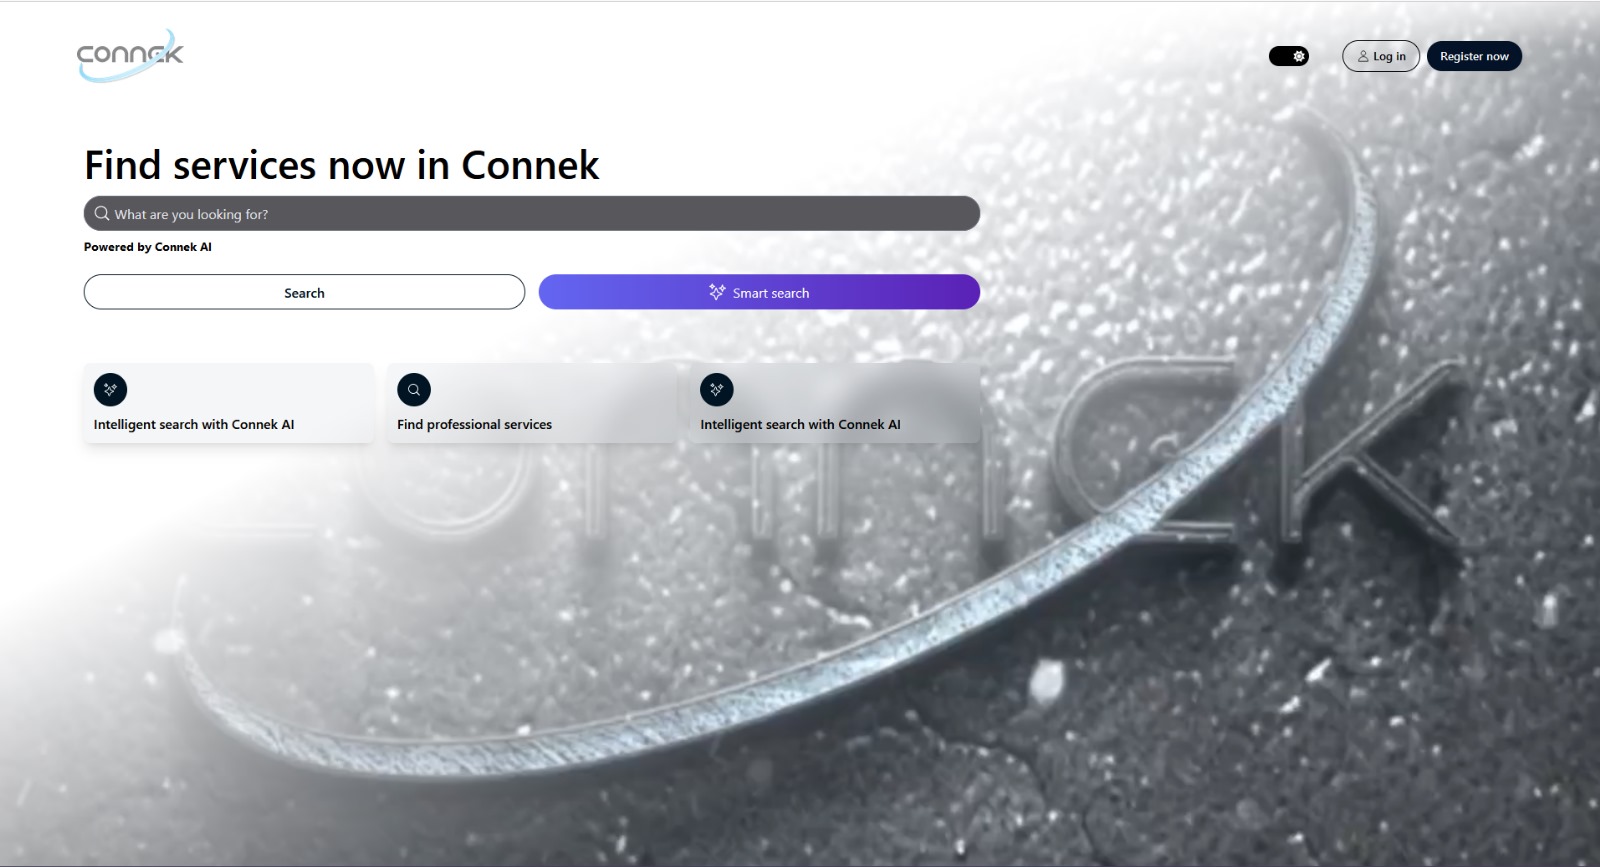 connek
Log in
Register now
Find services now in Connek
What are you looking for?
Powered by Connek AI
Search
Smart search
Intelligent search with Connek AI
Find professional services
Intelligent search with Connek AI
connek